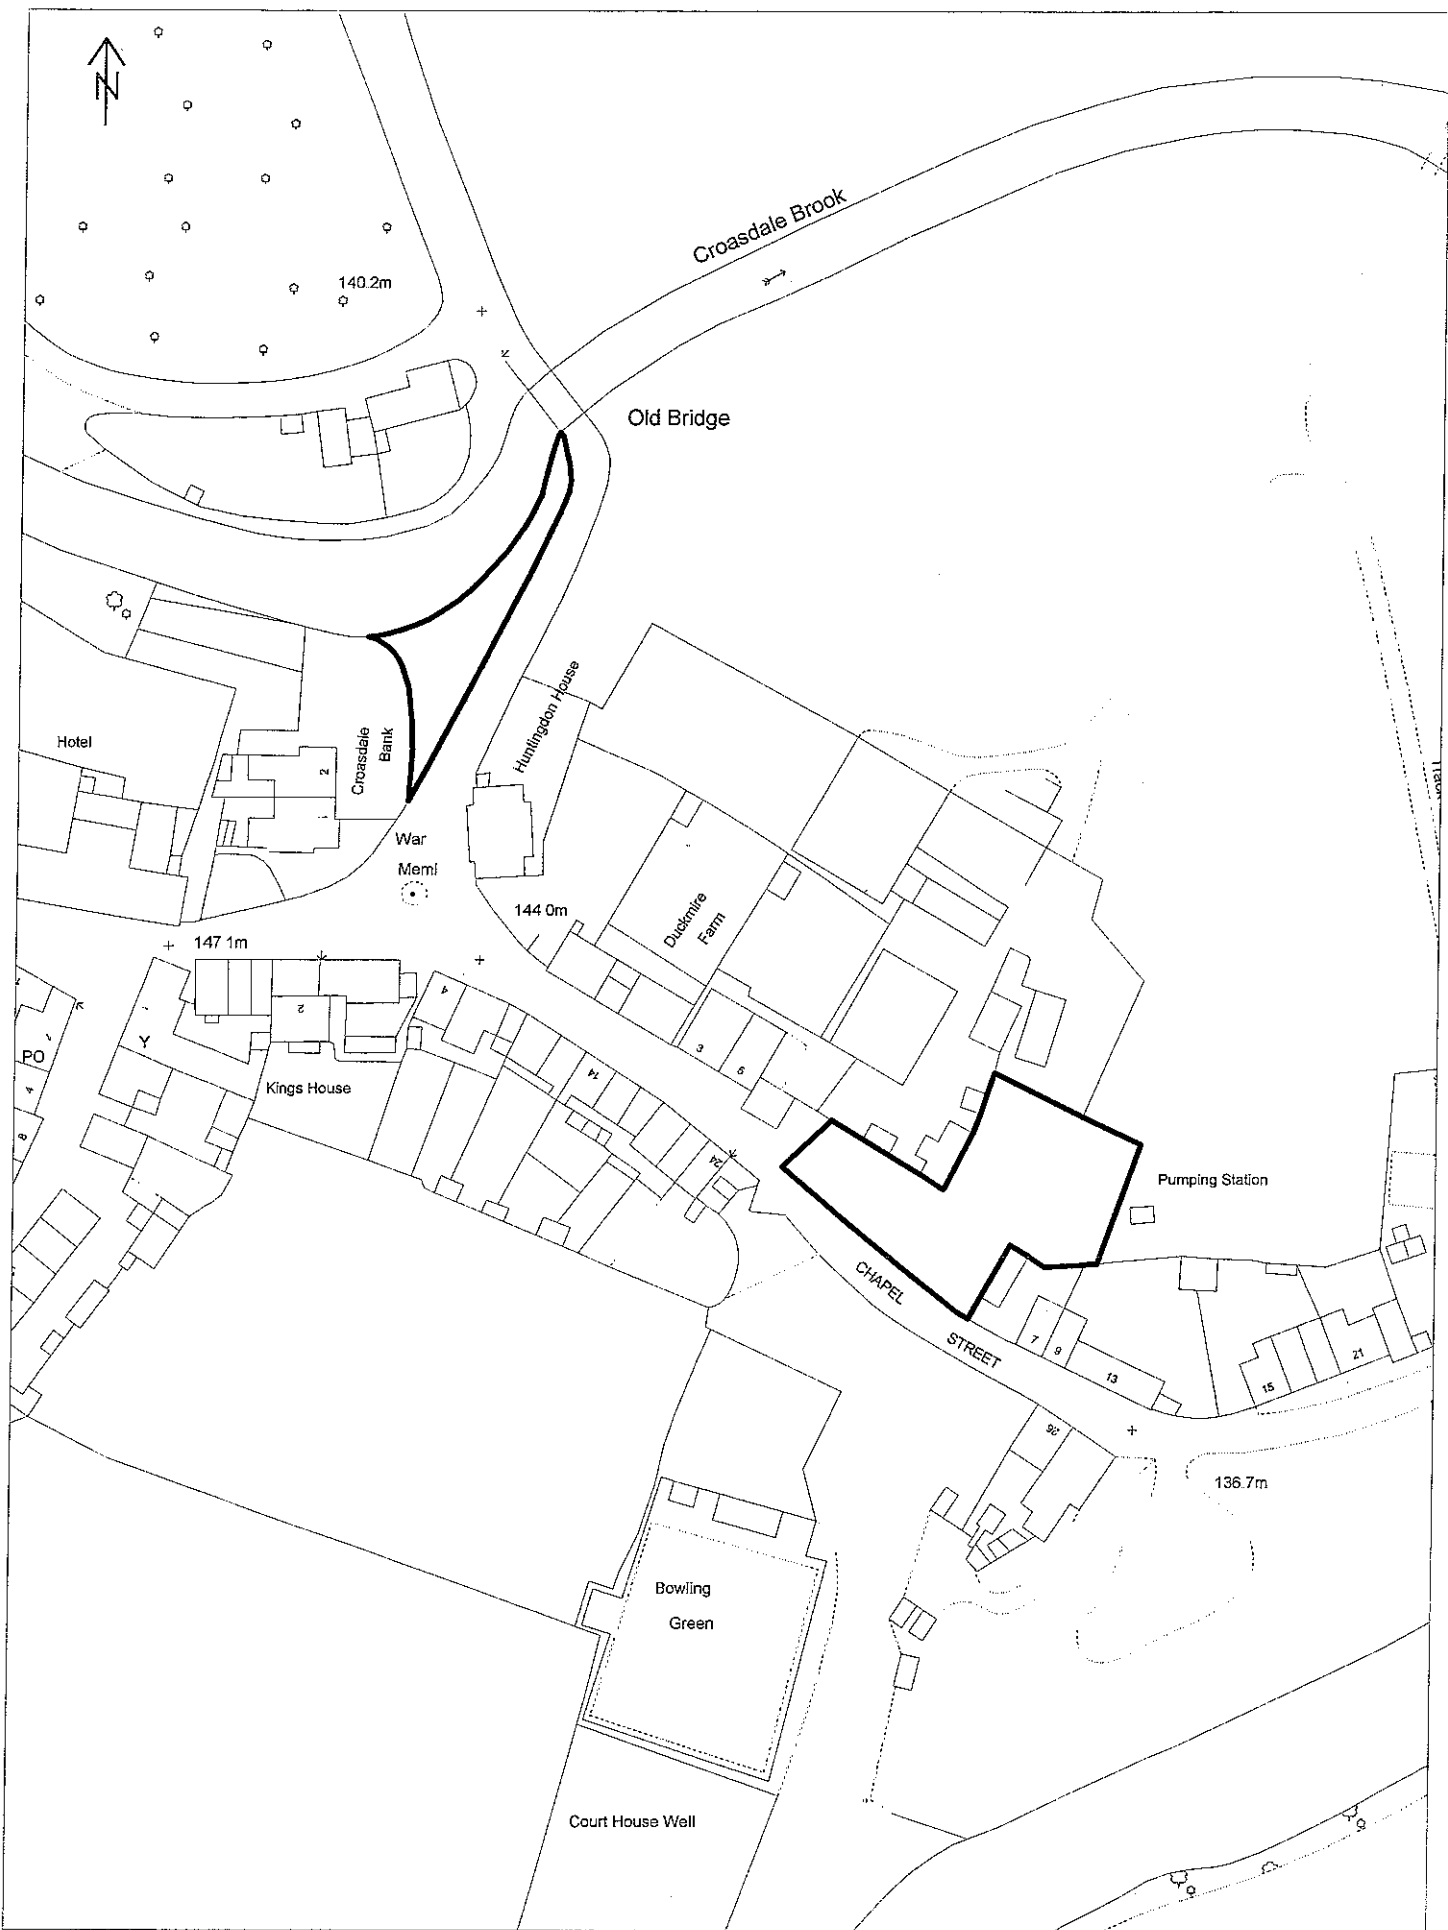 N
Croasdale Brook
140.2m
Old Bridge
Huntingdon House
Hotel
2
Croasdale
Bank
War
Meml
144 0m
Duckmire
Farm
147 1m
4
2
3
5
PO
Y
14
4
Kings House
8
24
Pumping Station
CHAPEL
STREET
7
9
13
21
15
26
136.7m
Bowling
Green
Court House Well